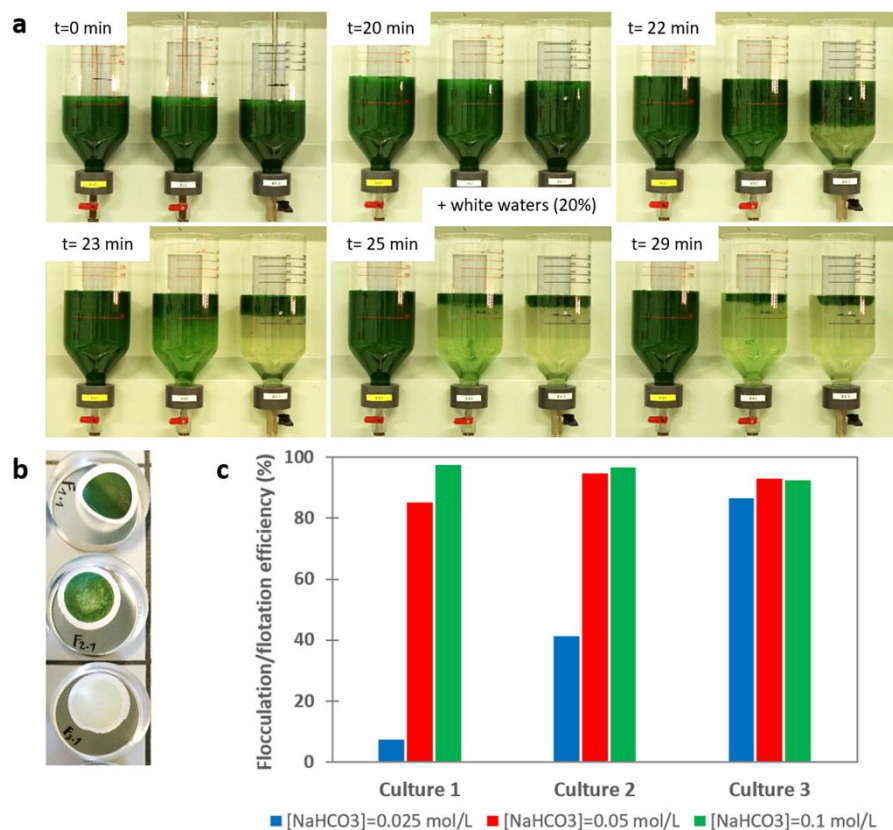 a
t=0 min
t=20 min
t= 22 min
+ white waters (20%)
t= 23 min
t= 25 min
t= 29 min
b
F1.1
F2.1
F3.1
c
Flocculation/flotation efficiency (%)
100
80
60
40
20
0
Culture 1
Culture 2
Culture 3
[NaHCO3]=0.025 mol/L
[NaHCO3]=0.05 mol/L
[NaHCO3]=0.1 mol/L